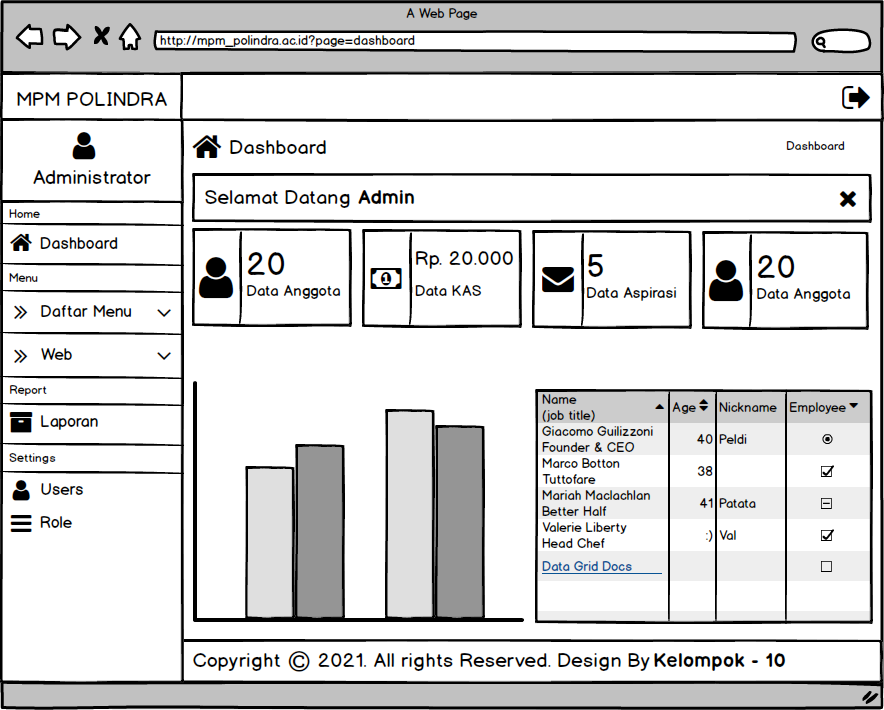 A Web Page
http://mpm_polindra.ac.id?page=dashboard
MPM POLINDRA
Administrator
Home
Dashboard
Menu
Daftar Menu
Web
Report
Laporan
Settings
Users
Role
Dashboard
Dashboard
Selamat Datang Admin
20
Data Anggota
Rp. 20.000
Data KAS
5
Data Aspirasi
20
Data Anggota
Name
(job title) Age Nickname Employee
Giacomo Guilizzoni
Founder & CEO 40 Peldi
Marco Botton
Tuttofare 38
Mariah Maclachlan
Better Half 41 Patata
Valerie Liberty
Head Chef :) Val
Data Grid Docs
Copyright © 2021. All rights Reserved. Design By Kelompok - 10